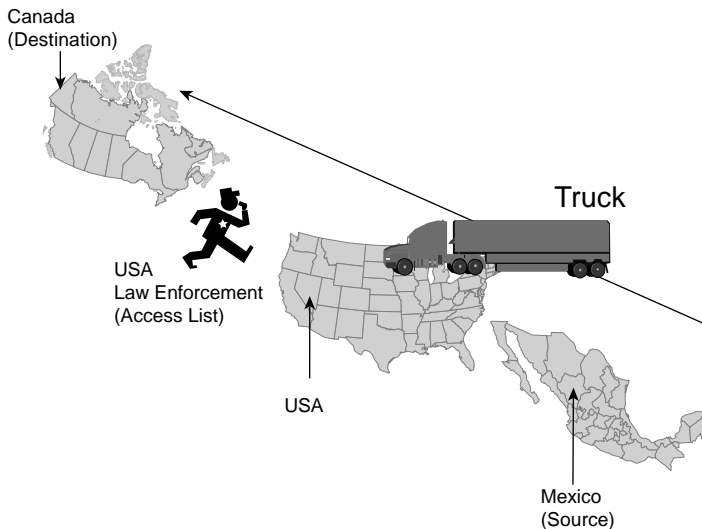 Canada
(Destination)
Truck
USA
Law Enforcement
(Access List)
USA
Mexico
(Source)